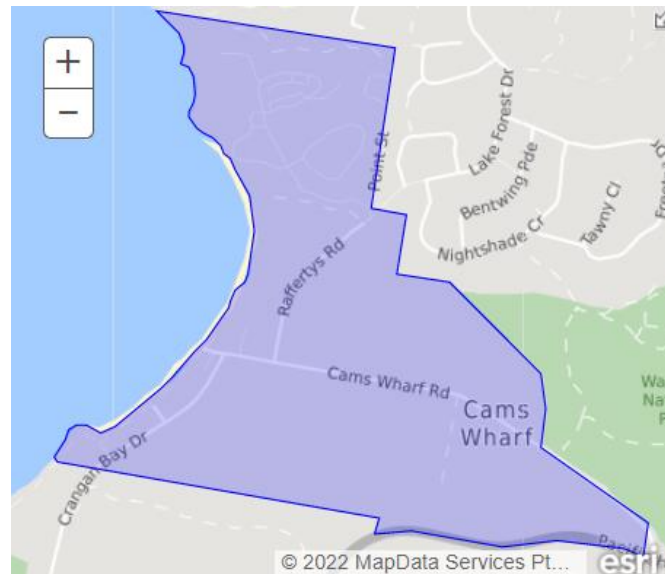 +
−
Lake Forest Dr
Point St
Bentwing Pde
Tawny Cl
Nightshade Cr
Raffertys Rd
Cams Wharf Rd
Cams
Wharf
Crangan Bay Dr
© 2022 MapData Services Pt...
esri